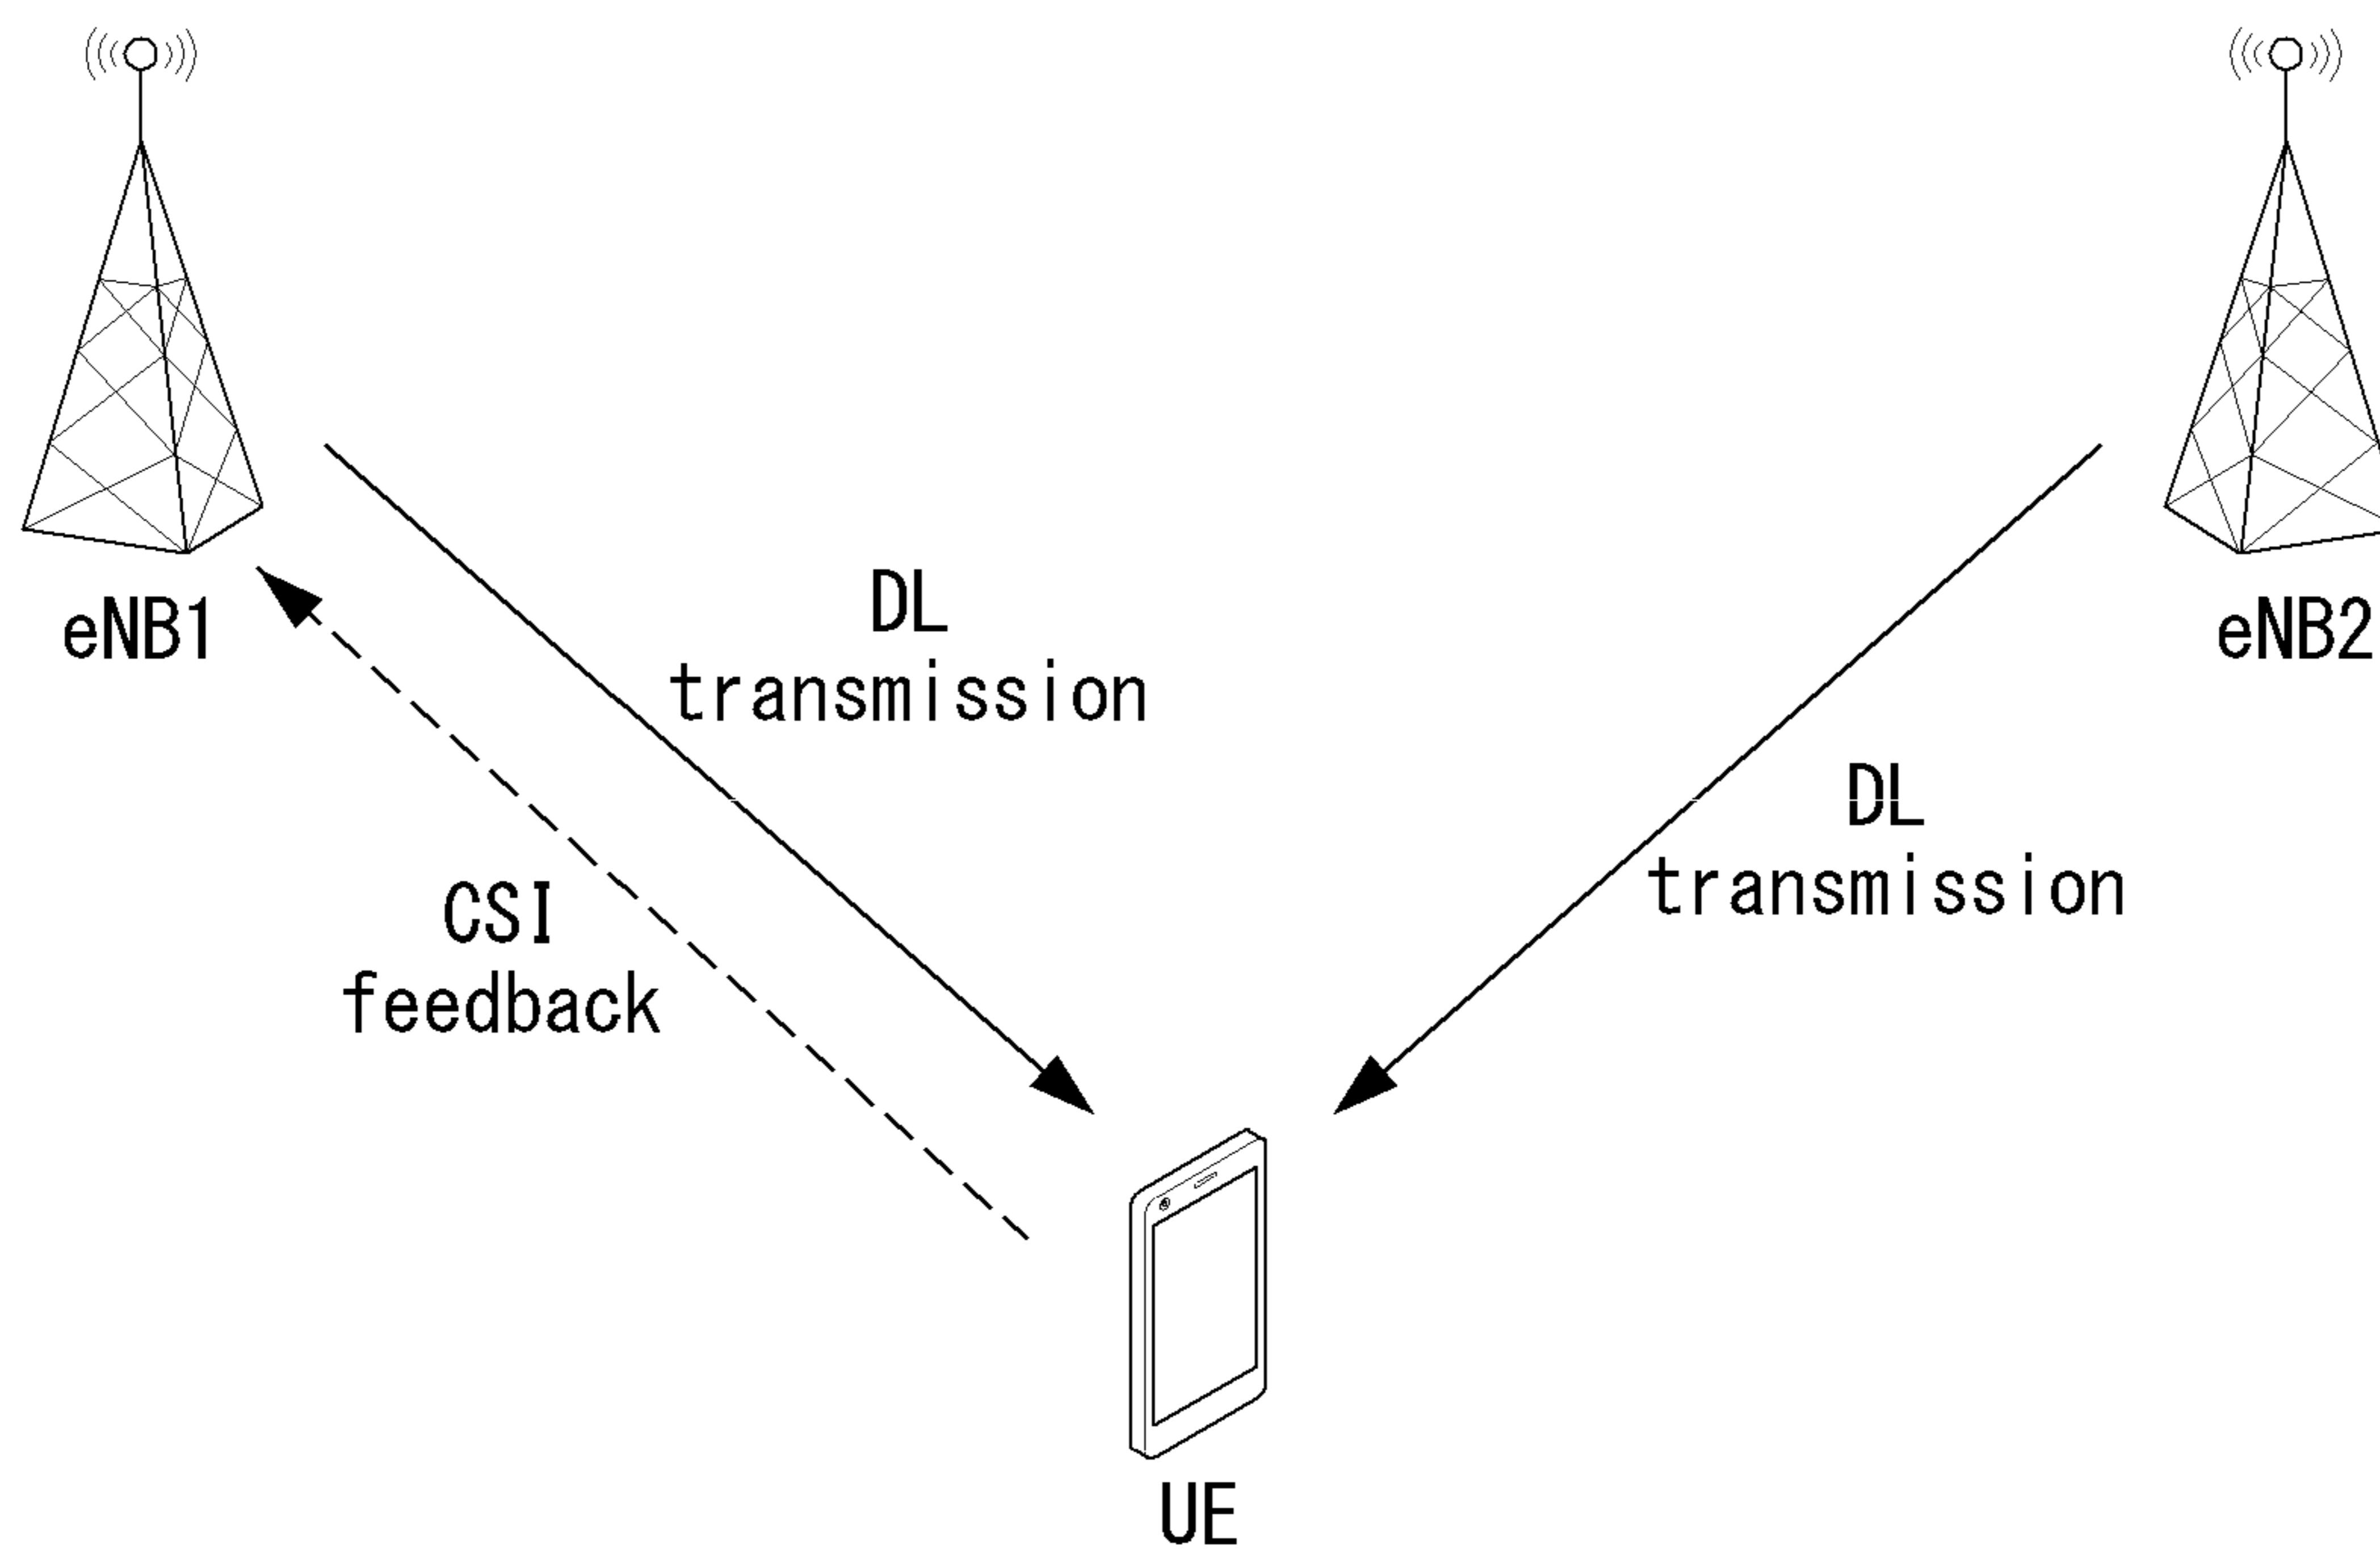 eNB1
eNB2
DL
transmission
DL
transmission
CSI
feedback
UE